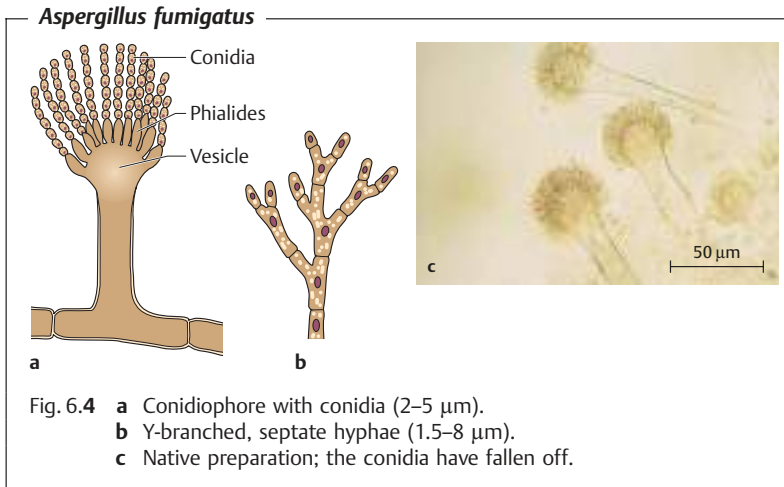 Aspergillus fumigatus
Conidia
Phialides
Vesicle
50 µm
a
b
c
Fig. 6.4 a Conidiophore with conidia (2–5 µm).
b Y-branched, septate hyphae (1.5–8 µm).
c Native preparation; the conidia have fallen off.